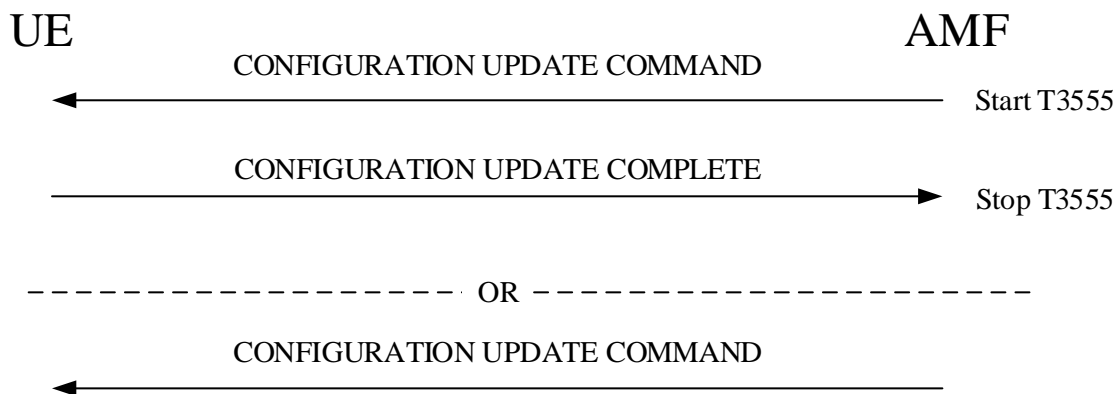 UE AMF
CONFIGURATION UPDATE COMMAND
Start T3555
CONFIGURATION UPDATE COMPLETE
Stop T3555
OR
CONFIGURATION UPDATE COMMAND